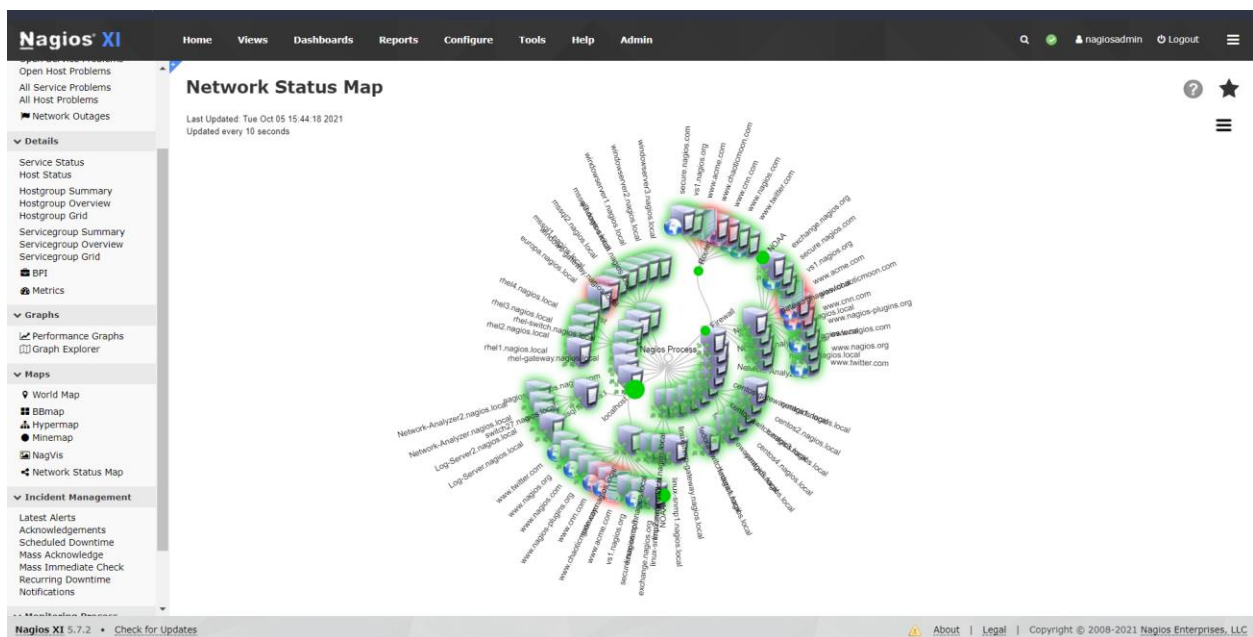 Nagios® XI
Home Views Dashboards Reports Configure Tools Help Admin
nagiosadmin Logout
Open Host Problems
All Service Problems
All Host Problems
Network Outages
Details
Service Status
Host Status
Hostgroup Summary
Hostgroup Overview
Hostgroup Grid
Servicegroup Summary
Servicegroup Overview
Servicegroup Grid
BPI
Metrics
Graphs
Performance Graphs
Graph Explorer
Maps
World Map
BBmap
Hypermap
Minemap
NagVis
Network Status Map
Incident Management
Latest Alerts
Acknowledgements
Scheduled Downtime
Mass Acknowledge
Mass Immediate Check
Recurring Downtime
Notifications
Network Status Map
Last Updated: Tue Oct 05 15:44:18 2021
Updated every 10 seconds
windowserver1.nagios.local
windowserver2.nagios.local
windowserver3.nagios.local
secure.nagios.com
vs1.nagios.org
www.acme.com
www.chaoticmoon.com
www.cnn.com
www.nagios.com
www.twitter.com
Router
NOAA
exchange.nagios.org
secure.nagios.com
vs1.nagios.org
www.acme.com
www.cnn.com
www.nagios-plugins.org
www.nagios.org
www.twitter.com
Firewall
Nagios Process
localhost
europa.nagios.local
rhel4.nagios.local
rhel3.nagios.local
rhel-switch.nagios.local
rhel2.nagios.local
rhel1.nagios.local
rhel-gateway.nagios.local
Network-Analyzer2.nagios.local
Network-Analyzer.nagios.local
switch27.nagios.local
Log-Server2.nagios.local
Log-Server.nagios.local
www.twitter.com
www.nagios.org
www.nagios.com
www.nagios-plugins.org
www.cnn.com
www.acme.com
vs1.nagios.org
exchange.nagios.org
NOAA
linux-snmp1.nagios.local
centos2.nagios.local
centos4.nagios.local
Nagios XI 5.7.2 • Check for Updates
About | Legal | Copyright © 2008-2021 Nagios Enterprises, LLC